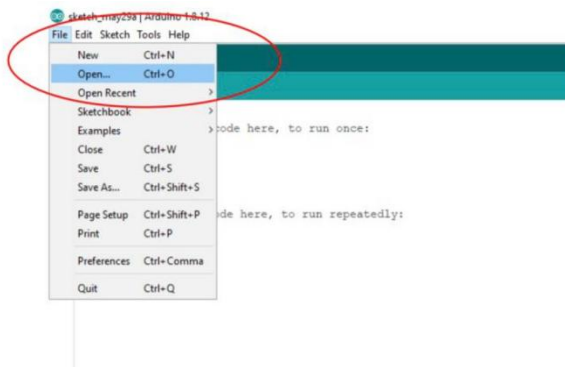 sketch_may29a | Arduino 1.8.12
File Edit Sketch Tools Help
New Ctrl+N
Open... Ctrl+O
Open Recent >
Sketchbook >
Examples > code here, to run once:
Close Ctrl+W
Save Ctrl+S
Save As... Ctrl+Shift+S
Page Setup Ctrl+Shift+P de here, to run repeatedly:
Print Ctrl+P
Preferences Ctrl+Comma
Quit Ctrl+Q